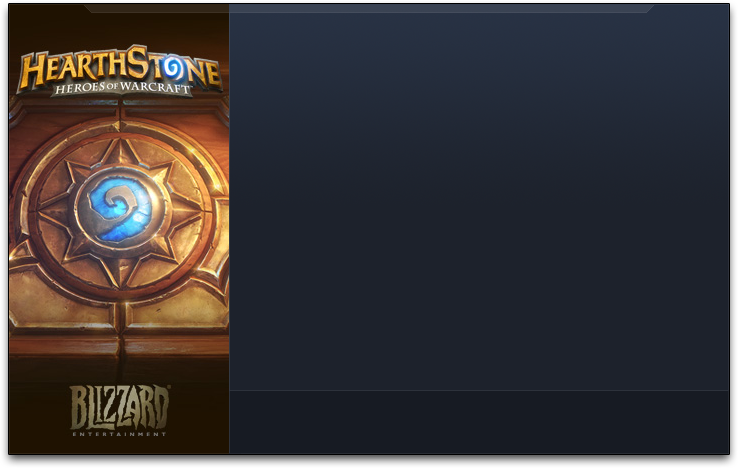 HEARTHSTONE
HEROES OF WARCRAFT
BLIZZARD
ENTERTAINMENT